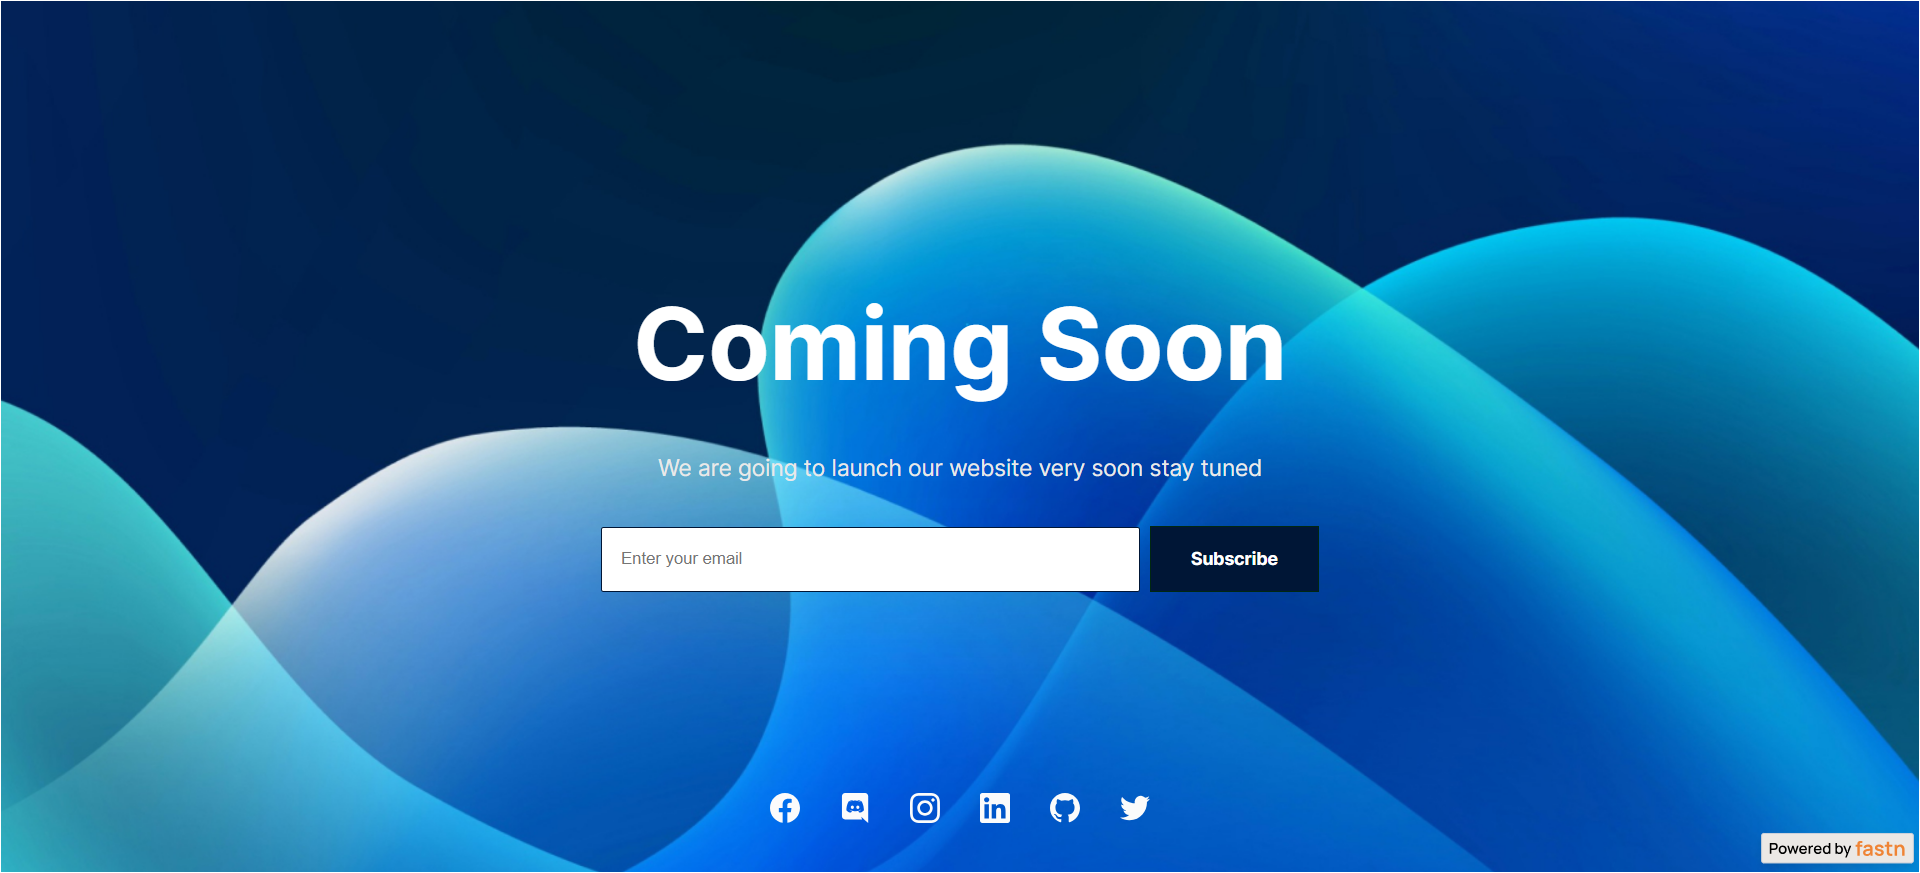 Coming Soon
We are going to launch our website very soon stay tuned
Enter your email
Subscribe
Powered by fastn